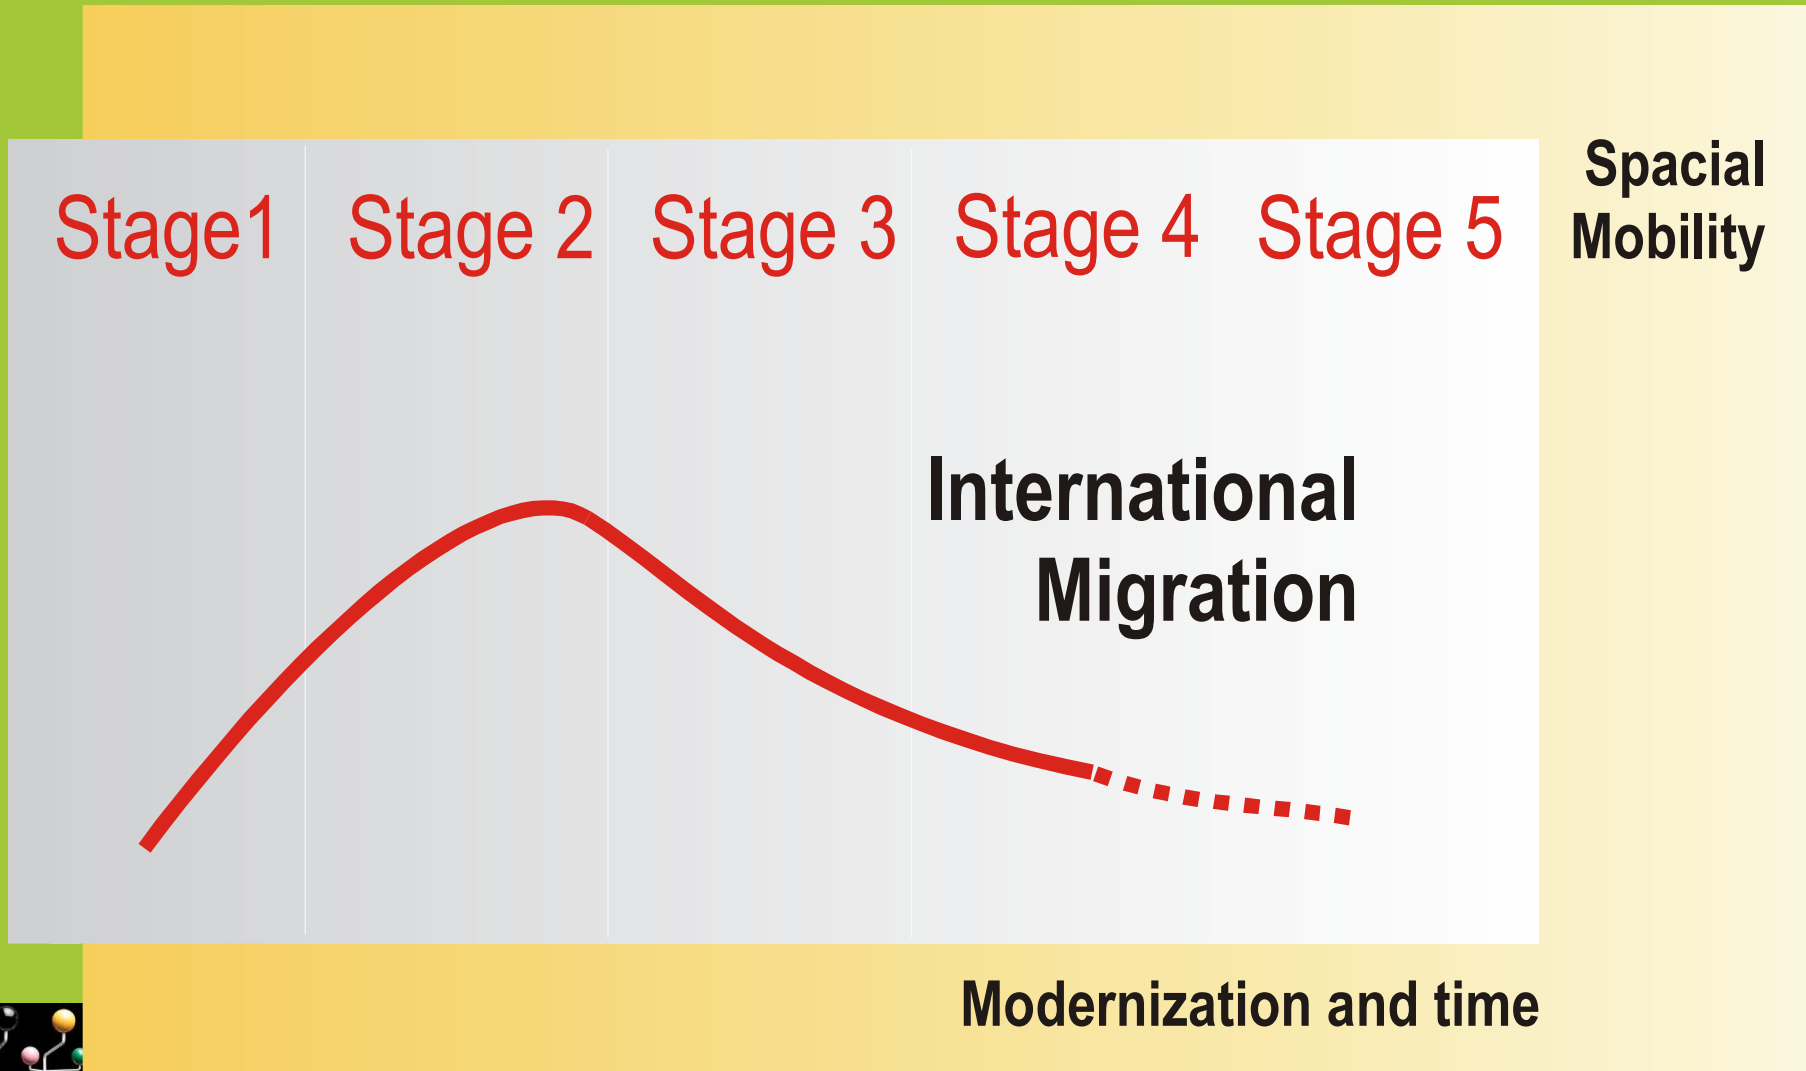 Spacial
Mobility
Stage1 Stage 2 Stage 3 Stage 4 Stage 5
International
Migration
Modernization and time